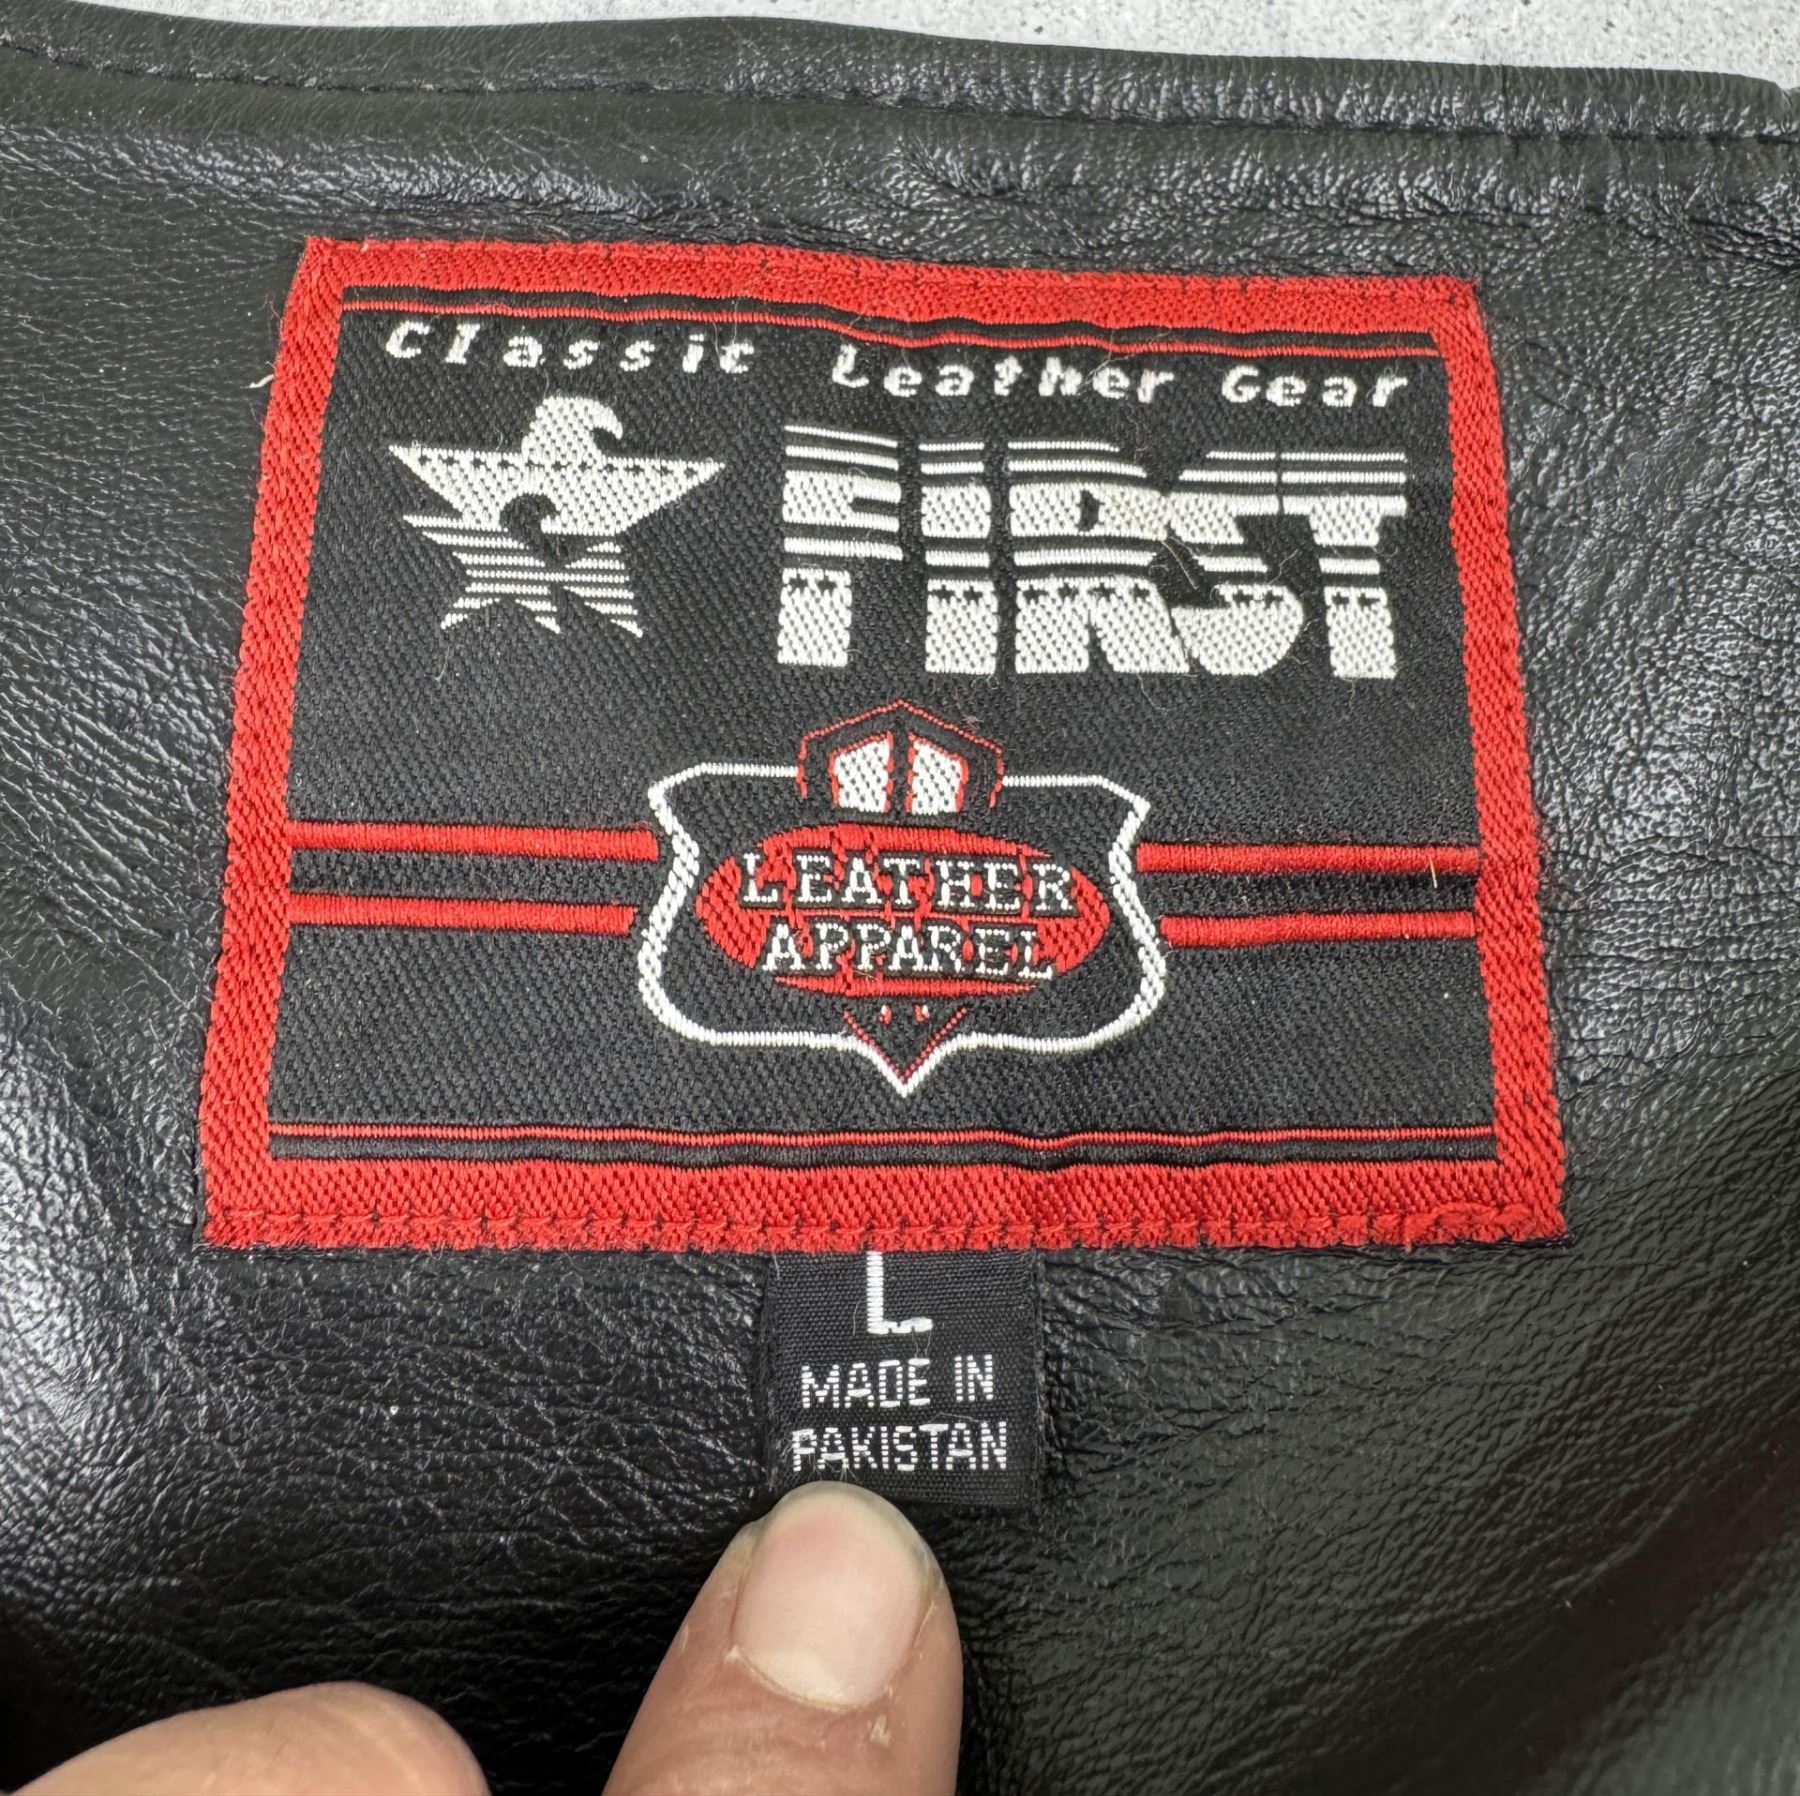 Classic Leather Gear
FIRST
LEATHER
APPAREL
L
MADE IN
PAKISTAN